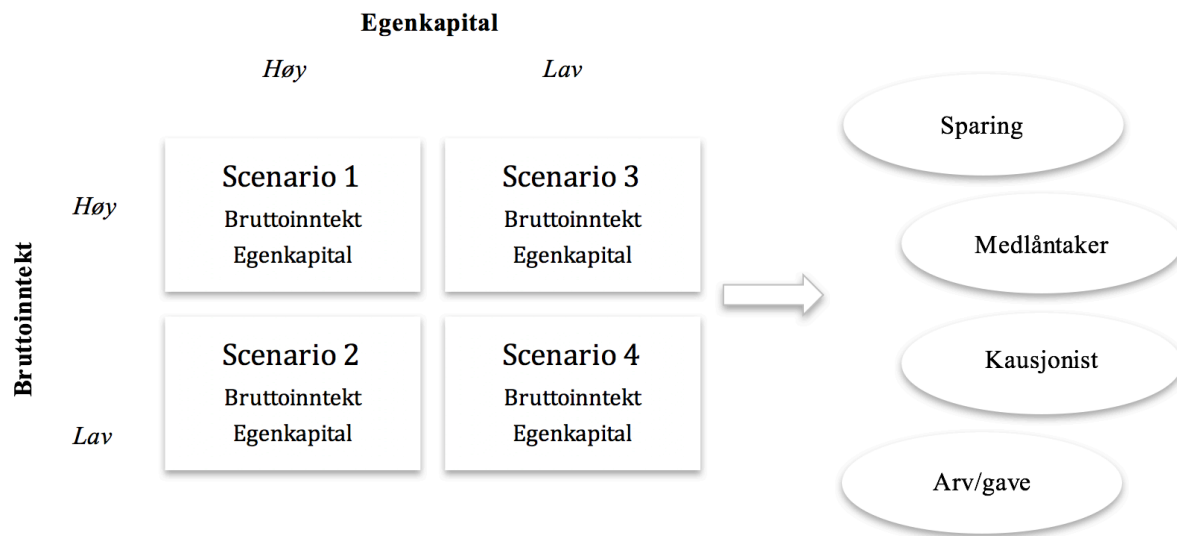 Egenkapital
Høy
Lav
Bruttoinntekt
Høy
Lav
Scenario 1
Bruttoinntekt
Egenkapital
Scenario 3
Bruttoinntekt
Egenkapital
Scenario 2
Bruttoinntekt
Egenkapital
Scenario 4
Bruttoinntekt
Egenkapital
Sparing
Medlåntaker
Kausjonist
Arv/gave